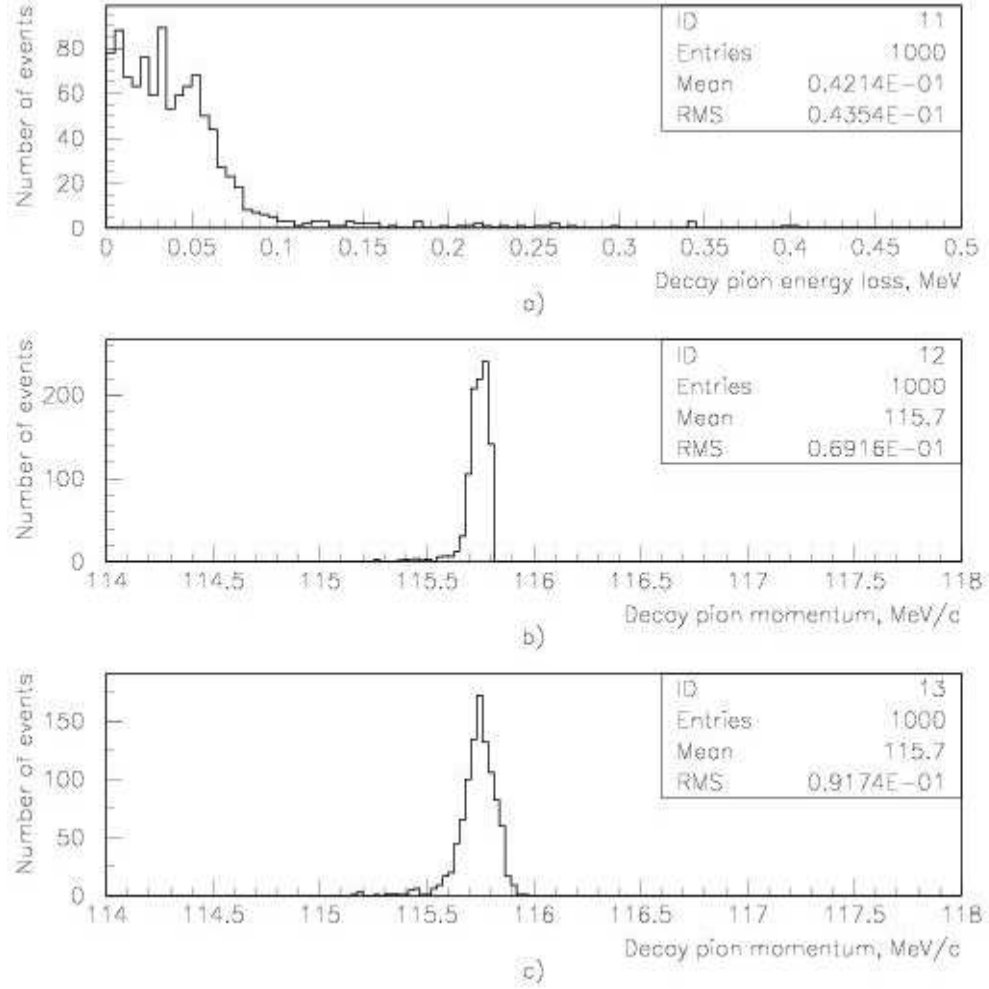 Number of events
80
60
40
20
0
ID 11
Entries 1000
Mean 0.4214E-01
RMS 0.4354E-01
0 0.05 0.1 0.15 0.2 0.25 0.3 0.35 0.4 0.45 0.5
Decay pion energy loss, MeV
a)
Number of events
200
100
0
ID 12
Entries 1000
Mean 115.7
RMS 0.6916E-01
114 114.5 115 115.5 116 116.5 117 117.5 118
Decay pion momentum, MeV/c
b)
Number of events
150
100
50
0
ID 13
Entries 1000
Mean 115.7
RMS 0.9174E-01
114 114.5 115 115.5 116 116.5 117 117.5 118
Decay pion momentum, MeV/c
c)